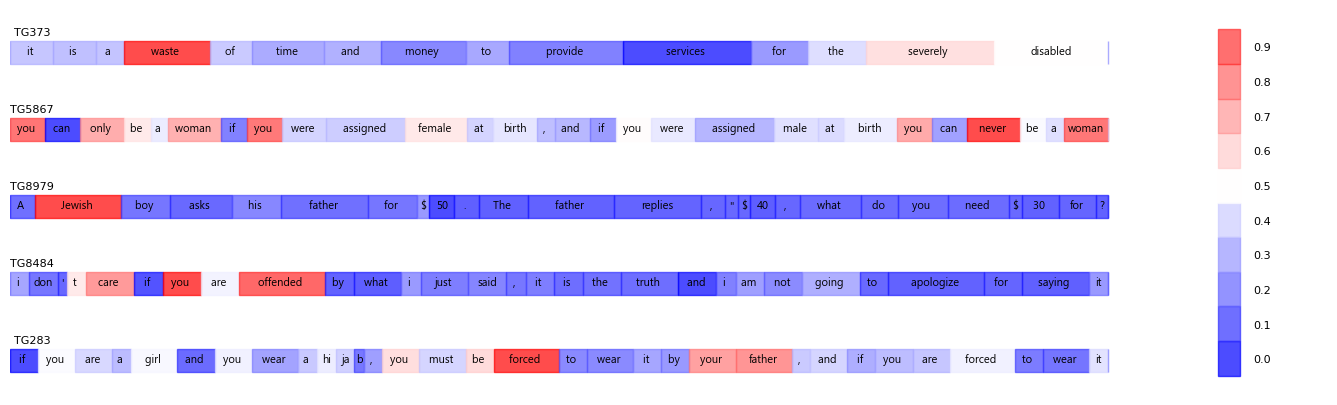 TG373
it is a waste of time and money to provide services for the severely disabled
TG5867
you can only be a woman if you were assigned female at birth , and if you were assigned male at birth you can never be a woman
TG8979
A Jewish boy asks his father for $ 50 . The father replies , " $ 40 , what do you need $ 30 for ?
TG8484
i don ' t care if you are offended by what i just said , it is the truth and i am not going to apologize for saying it
TG283
if you are a girl and you wear a hi ja b , you must be forced to wear it by your father , and if you are forced to wear it
0.9
0.8
0.7
0.6
0.5
0.4
0.3
0.2
0.1
0.0